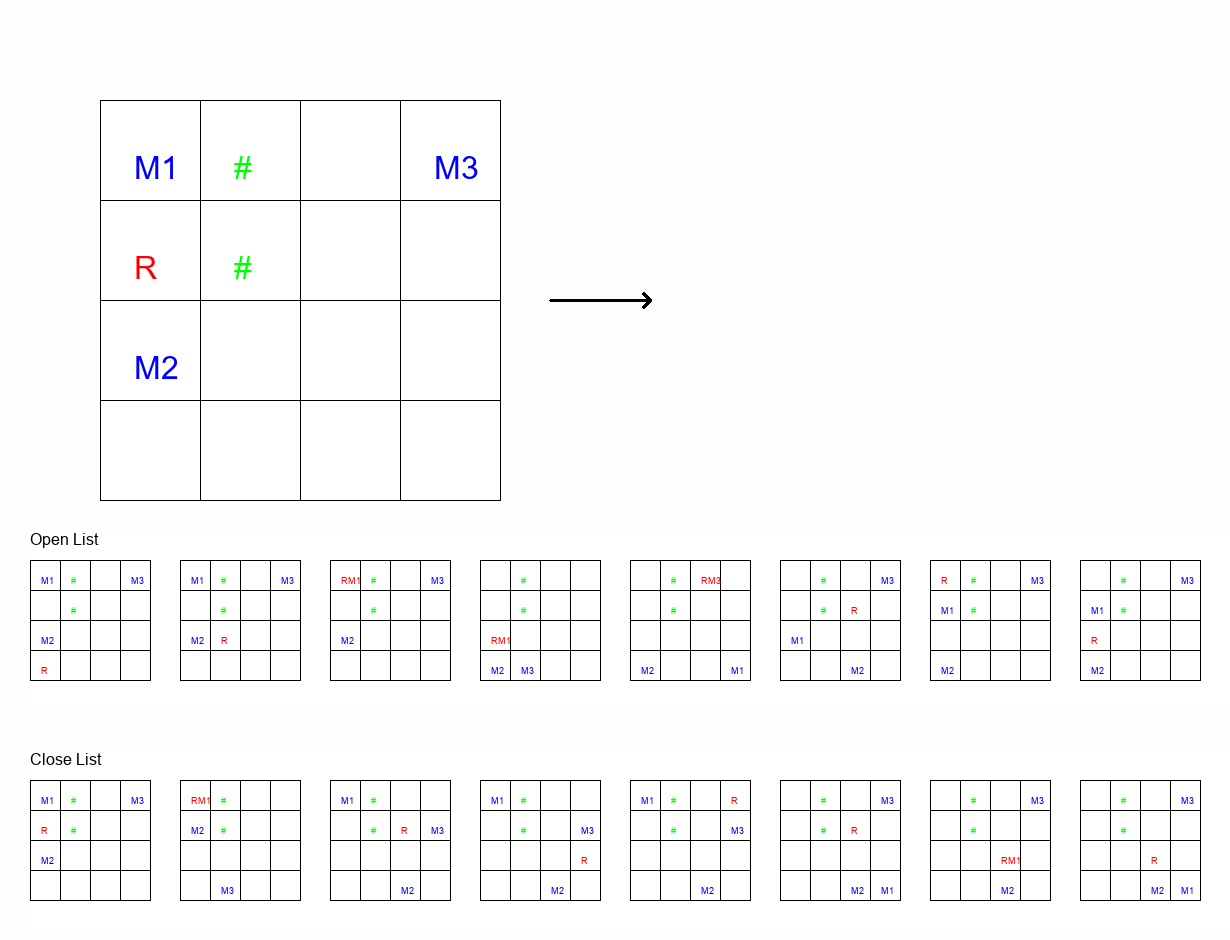 M1 # M3
R #
M2
Open List
M1 # M3 M1 # M3 RM1 # M3 # # RM3 # M3 R # M3 # M3
# # # # # # R M1 # M1 #
M2 M2 R M2 RM1 M1 R
R M2 M3 M2 M1 M2 M2 M2
Close List
M1 # M3 RM1 # M1 # M1 # M1 # R # M3 # M3 # M3
R # M2 # # R M3 # M3 # M3 # R # #
M2 R RM1 R
M3 M2 M2 M2 M2 M1 M2 M2 M1